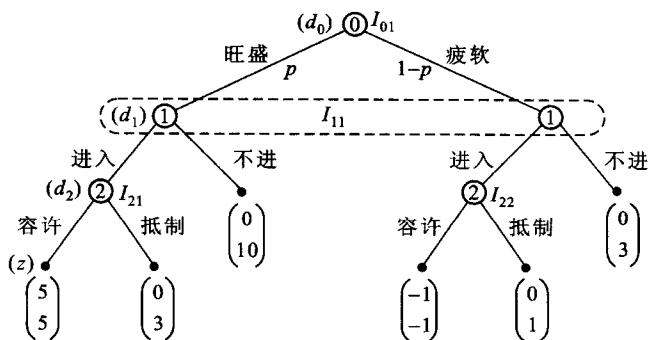 (d₀) 0 I₀₁
旺盛 疲软
p 1−p
(d₁) 1 I₁₁ 1
进入 不进 进入 不进
(d₂) 2 I₂₁ 2 I₂₂
容许 抵制 容许 抵制
0 0
10 3
(z)
5 0 −1 0
5 3 −1 1